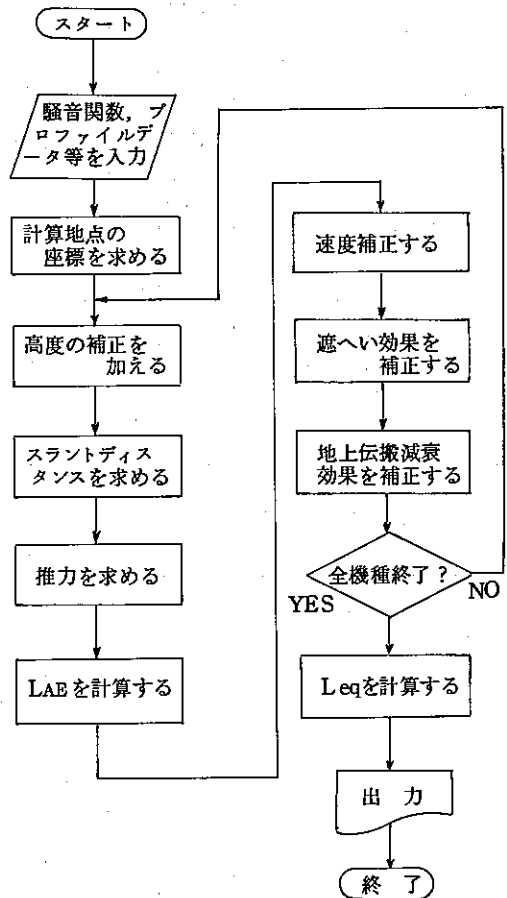 スタート
騒音関数,プ
ロファイルデ
ータ等を入力
計算地点の
座標を求める
高度の補正を
加える
スラントディス
タンスを求める
推力を求める
LAEを計算する
速度補正する
遮へい効果を
補正する
地上伝搬減衰
効果を補正する
全機種終了?
YES
NO
Leqを計算する
出 力
終 了